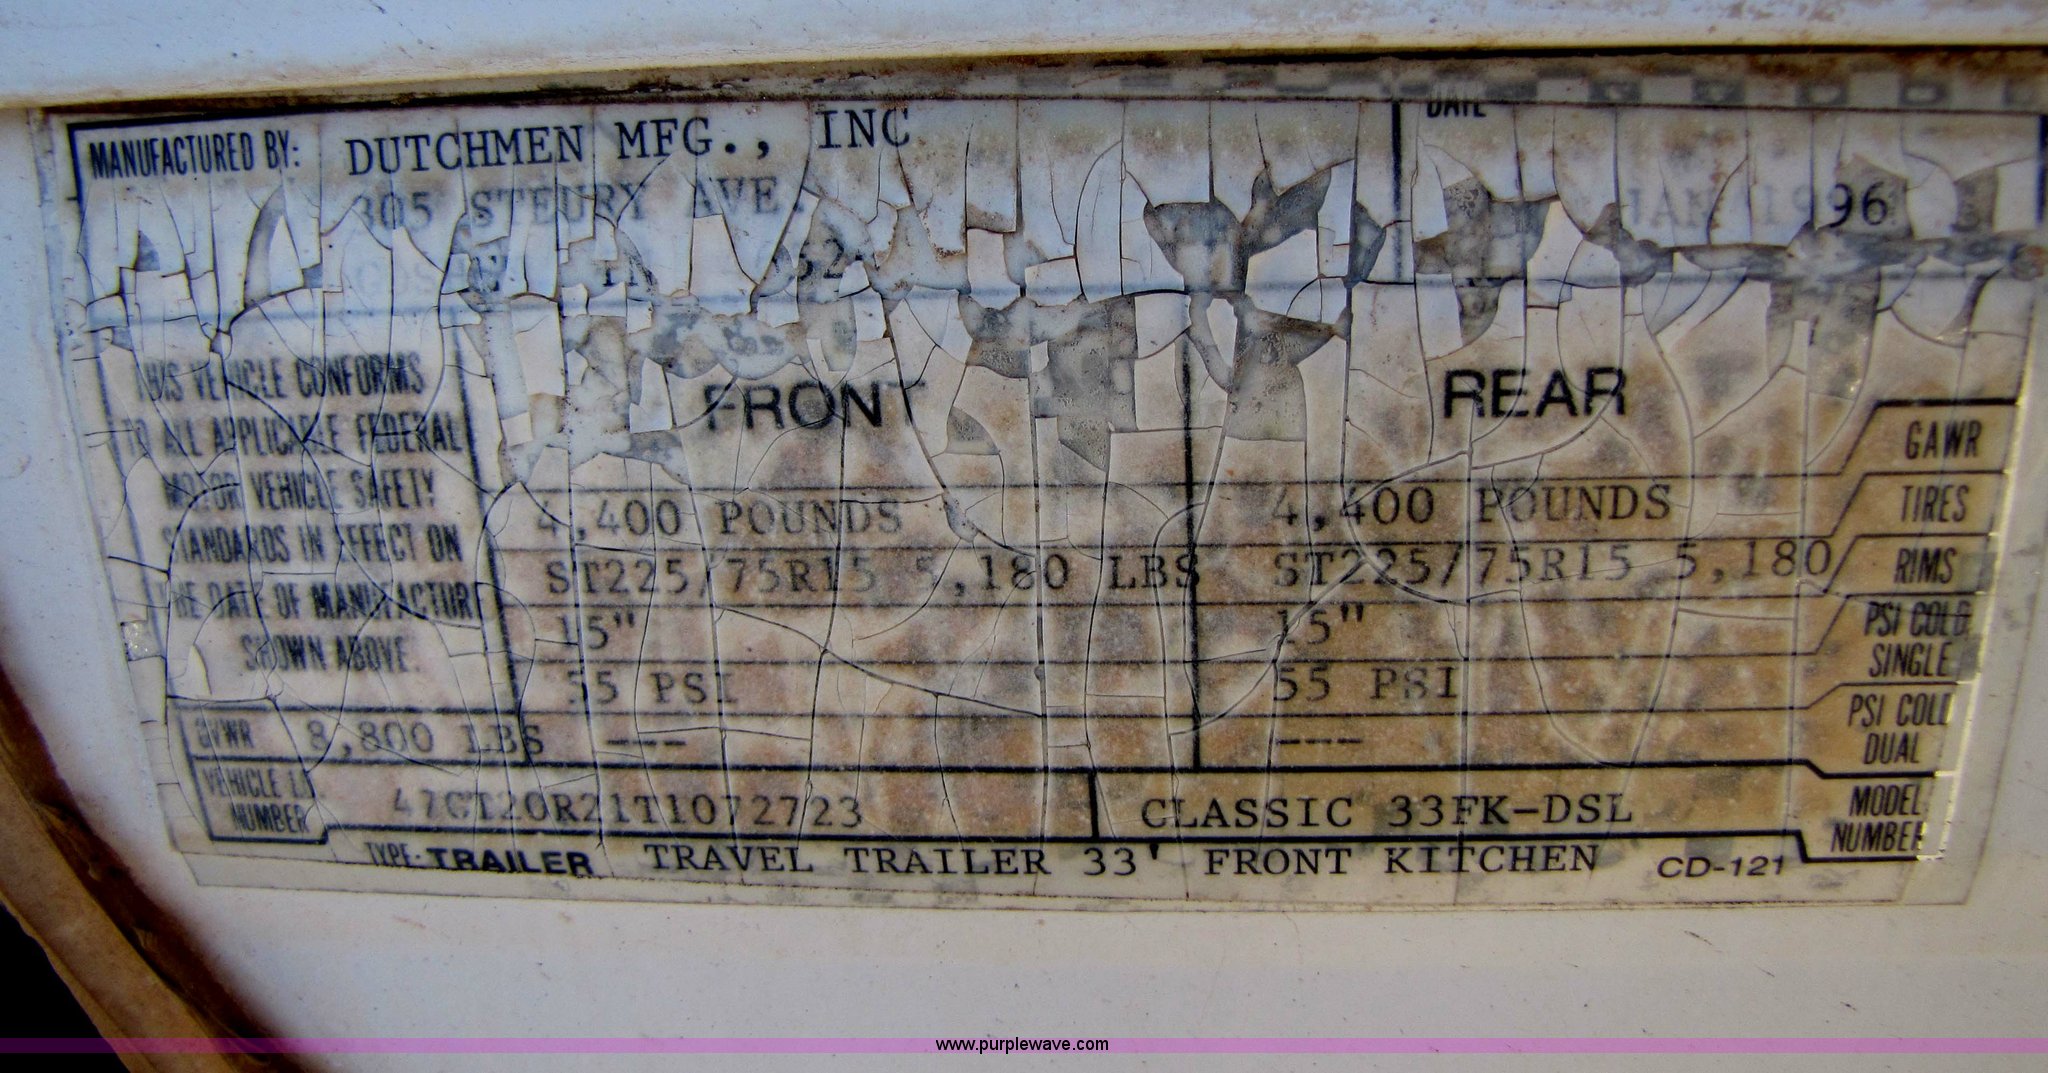 MANUFACTURED BY: DUTCHMEN MFG., INC
DATE
305 STEURY AVE.
JAN 1996
THIS VEHICLE CONFORMS
TO ALL APPLICABLE FEDERAL
MOTOR VEHICLE SAFETY
STANDARDS IN EFFECT ON
THE DATE OF MANUFACTURE
SHOWN ABOVE.
FRONT REAR
GAWR
4,400 POUNDS 4,400 POUNDS
TIRES
ST225/75R15 5,180 LBS ST225/75R15 5,180
RIMS
15" 15"
PSI COLD
SINGLE
55 PSI 55 PSI
PSI COLD
DUAL
GVWR 8,800 LBS --- ---
VEHICLE I.D.
NUMBER
47CT20R21T1072723
CLASSIC 33FK-DSL
MODEL
NUMBER
TYPE: TRAILER TRAVEL TRAILER 33' FRONT KITCHEN CD-121
www.purplewave.com